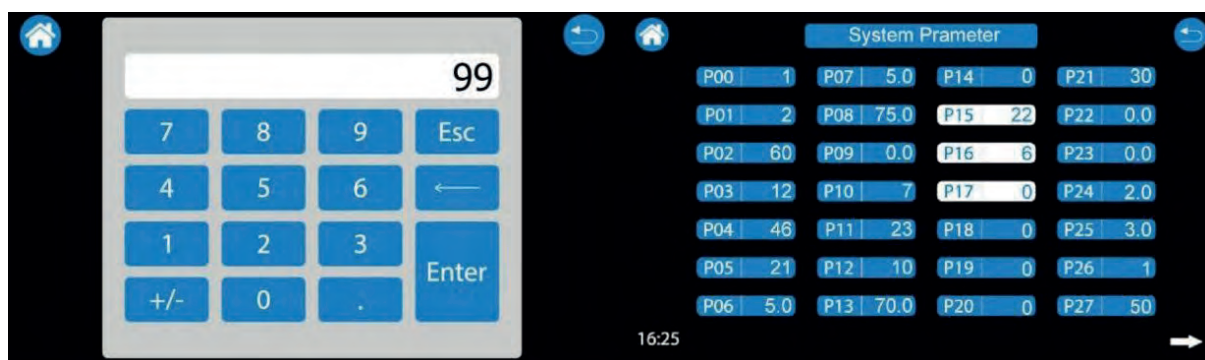 99
7 8 9 Esc
4 5 6 ←
1 2 3
Enter
+/- 0 .
System Prameter
P00 1 P07 5.0 P14 0 P21 30
P01 2 P08 75.0 P15 22 P22 0.0
P02 60 P09 0.0 P16 6 P23 0.0
P03 12 P10 7 P17 0 P24 2.0
P04 46 P11 23 P18 0 P25 3.0
P05 21 P12 10 P19 0 P26 1
P06 5.0 P13 70.0 P20 0 P27 50
16:25